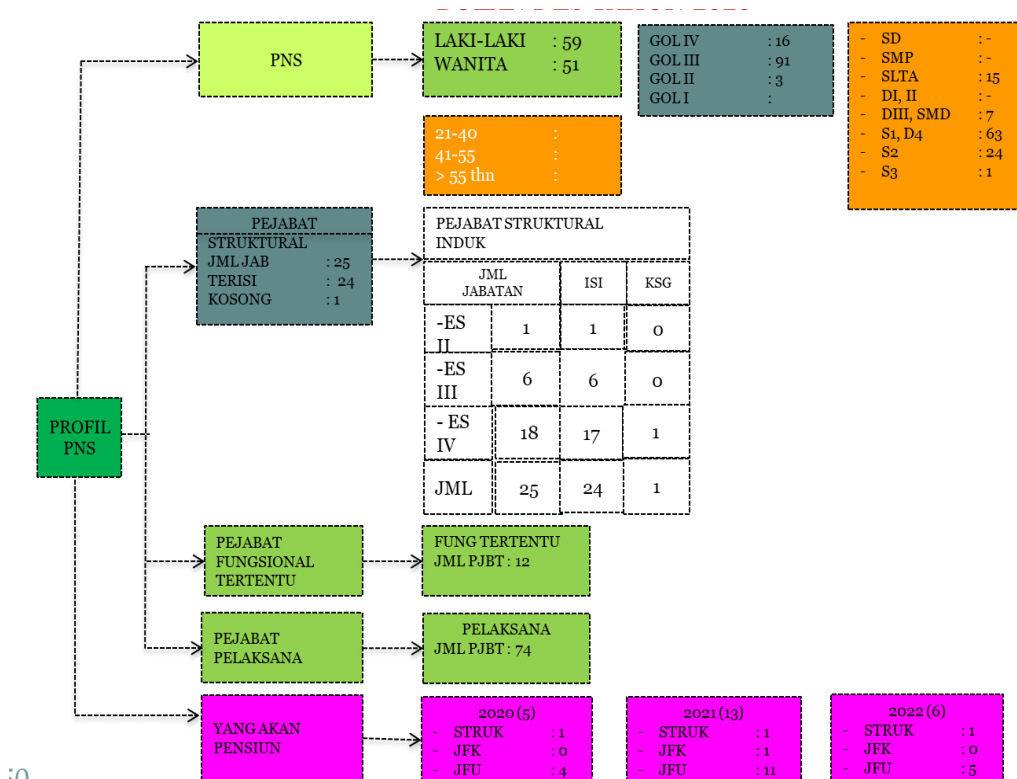 PNS
LAKI-LAKI : 59
WANITA : 51
GOL IV : 16
GOL III : 91
GOL II : 3
GOL I :
- SD : -
- SMP : -
- SLTA : 15
- DI, II : -
- DIII, SMD : 7
- S1, D4 : 63
- S2 : 24
- S3 : 1
21-40 :
41-55 :
> 55 thn :
PEJABAT
STRUKTURAL
JML JAB : 25
TERISI : 24
KOSONG : 1
PEJABAT STRUKTURAL
INDUK
JML
JABATAN
ISI
KSG
-ES
II
1
1
0
-ES
III
6
6
0
- ES
IV
18
17
1
JML
25
24
1
PROFIL
PNS
PEJABAT
FUNGSIONAL
TERTENTU
FUNG TERTENTU
JML PJBT : 12
PEJABAT
PELAKSANA
PELAKSANA
JML PJBT : 74
YANG AKAN
PENSIUN
2020 (5)
- STRUK : 1
- JFK : 0
- JFU : 4
2021 (13)
- STRUK : 1
- JFK : 1
- JFU : 11
2022 (6)
- STRUK : 1
- JFK : 0
- JFU : 5